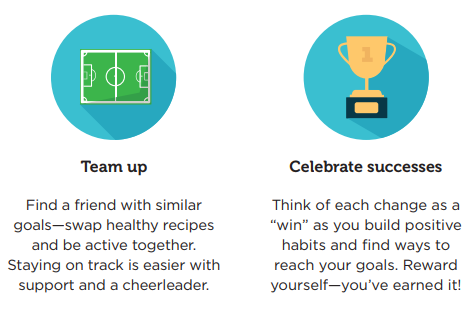 1
Team up
Find a friend with similar
goals—swap healthy recipes
and be active together.
Staying on track is easier with
support and a cheerleader.
Celebrate successes
Think of each change as a
“win” as you build positive
habits and find ways to
reach your goals. Reward
yourself—you’ve earned it!